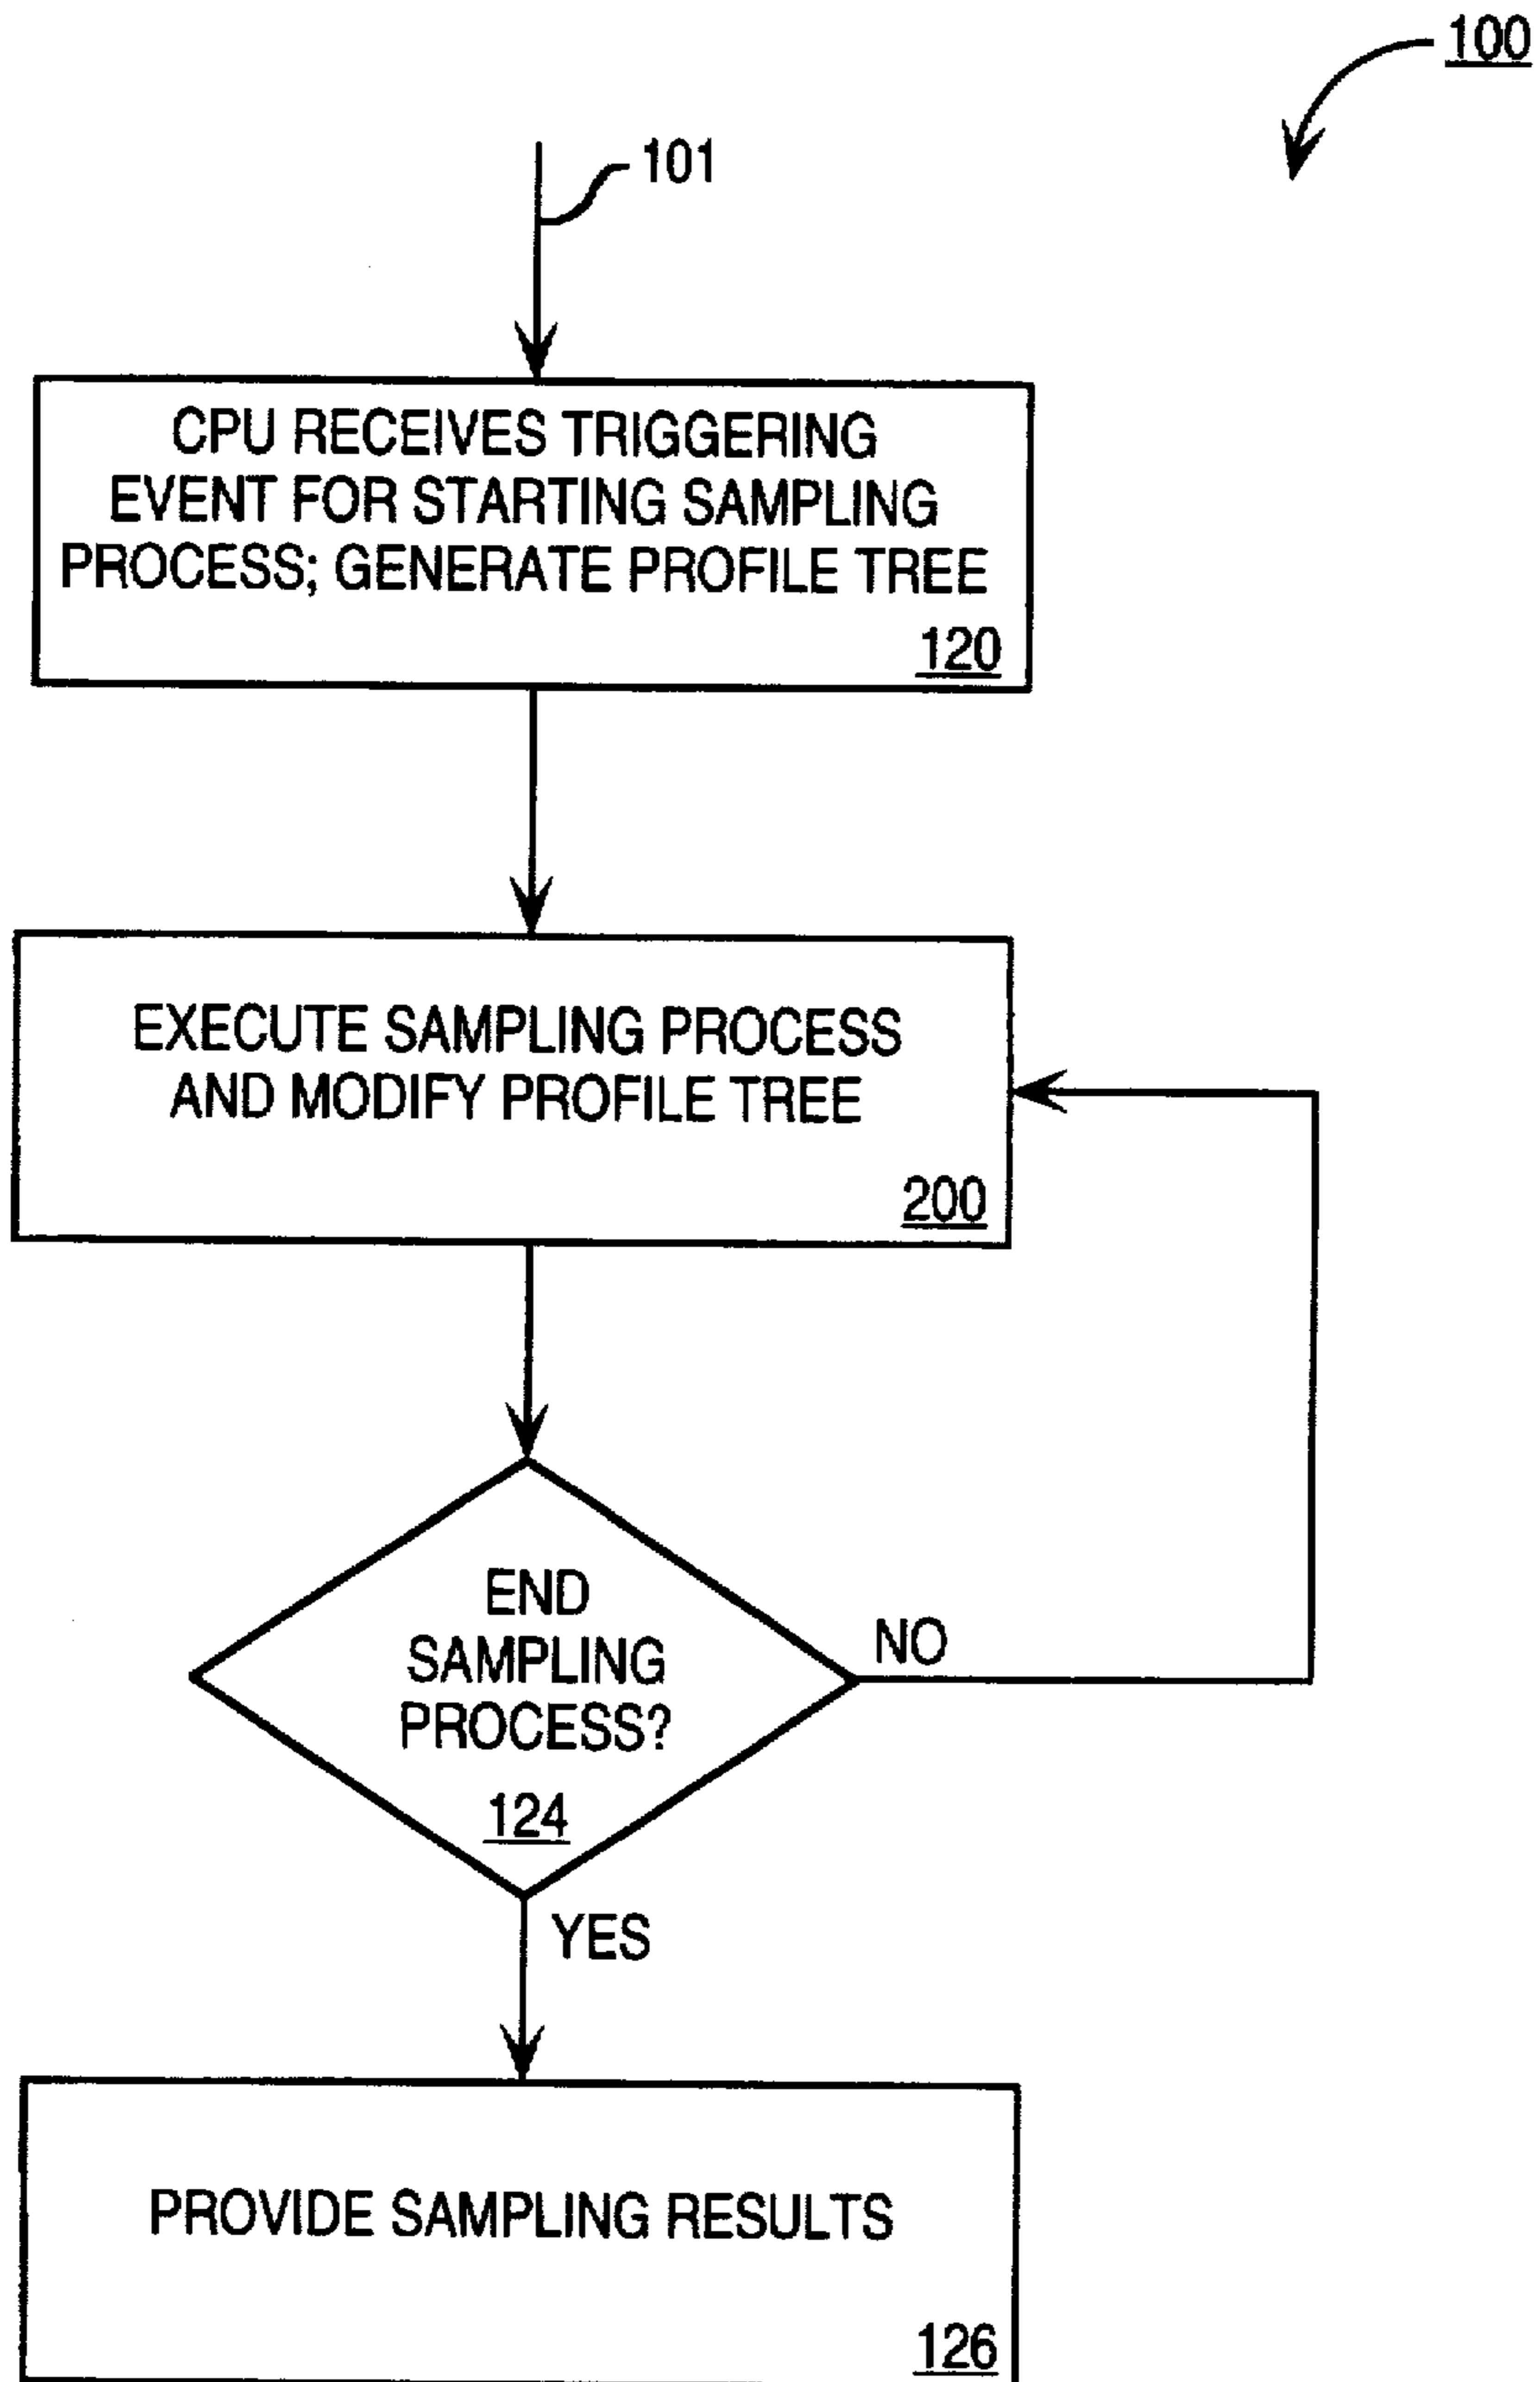 100
101
CPU RECEIVES TRIGGERING
EVENT FOR STARTING SAMPLING
PROCESS; GENERATE PROFILE TREE
120
EXECUTE SAMPLING PROCESS
AND MODIFY PROFILE TREE
200
END
SAMPLING
PROCESS?
124
NO
YES
PROVIDE SAMPLING RESULTS
126